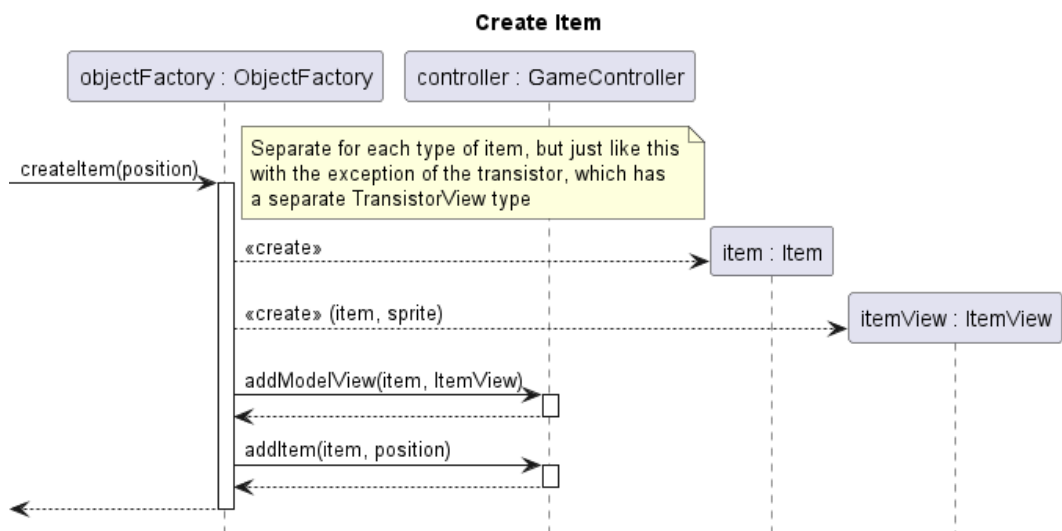 Create Item
objectFactory : ObjectFactory
controller : GameController
Separate for each type of item, but just like this
with the exception of the transistor, which has
a separate TransistorView type
createItem(position)
«create»
item : Item
«create» (item, sprite)
itemView : ItemView
addModelView(item, ItemView)
addItem(item, position)